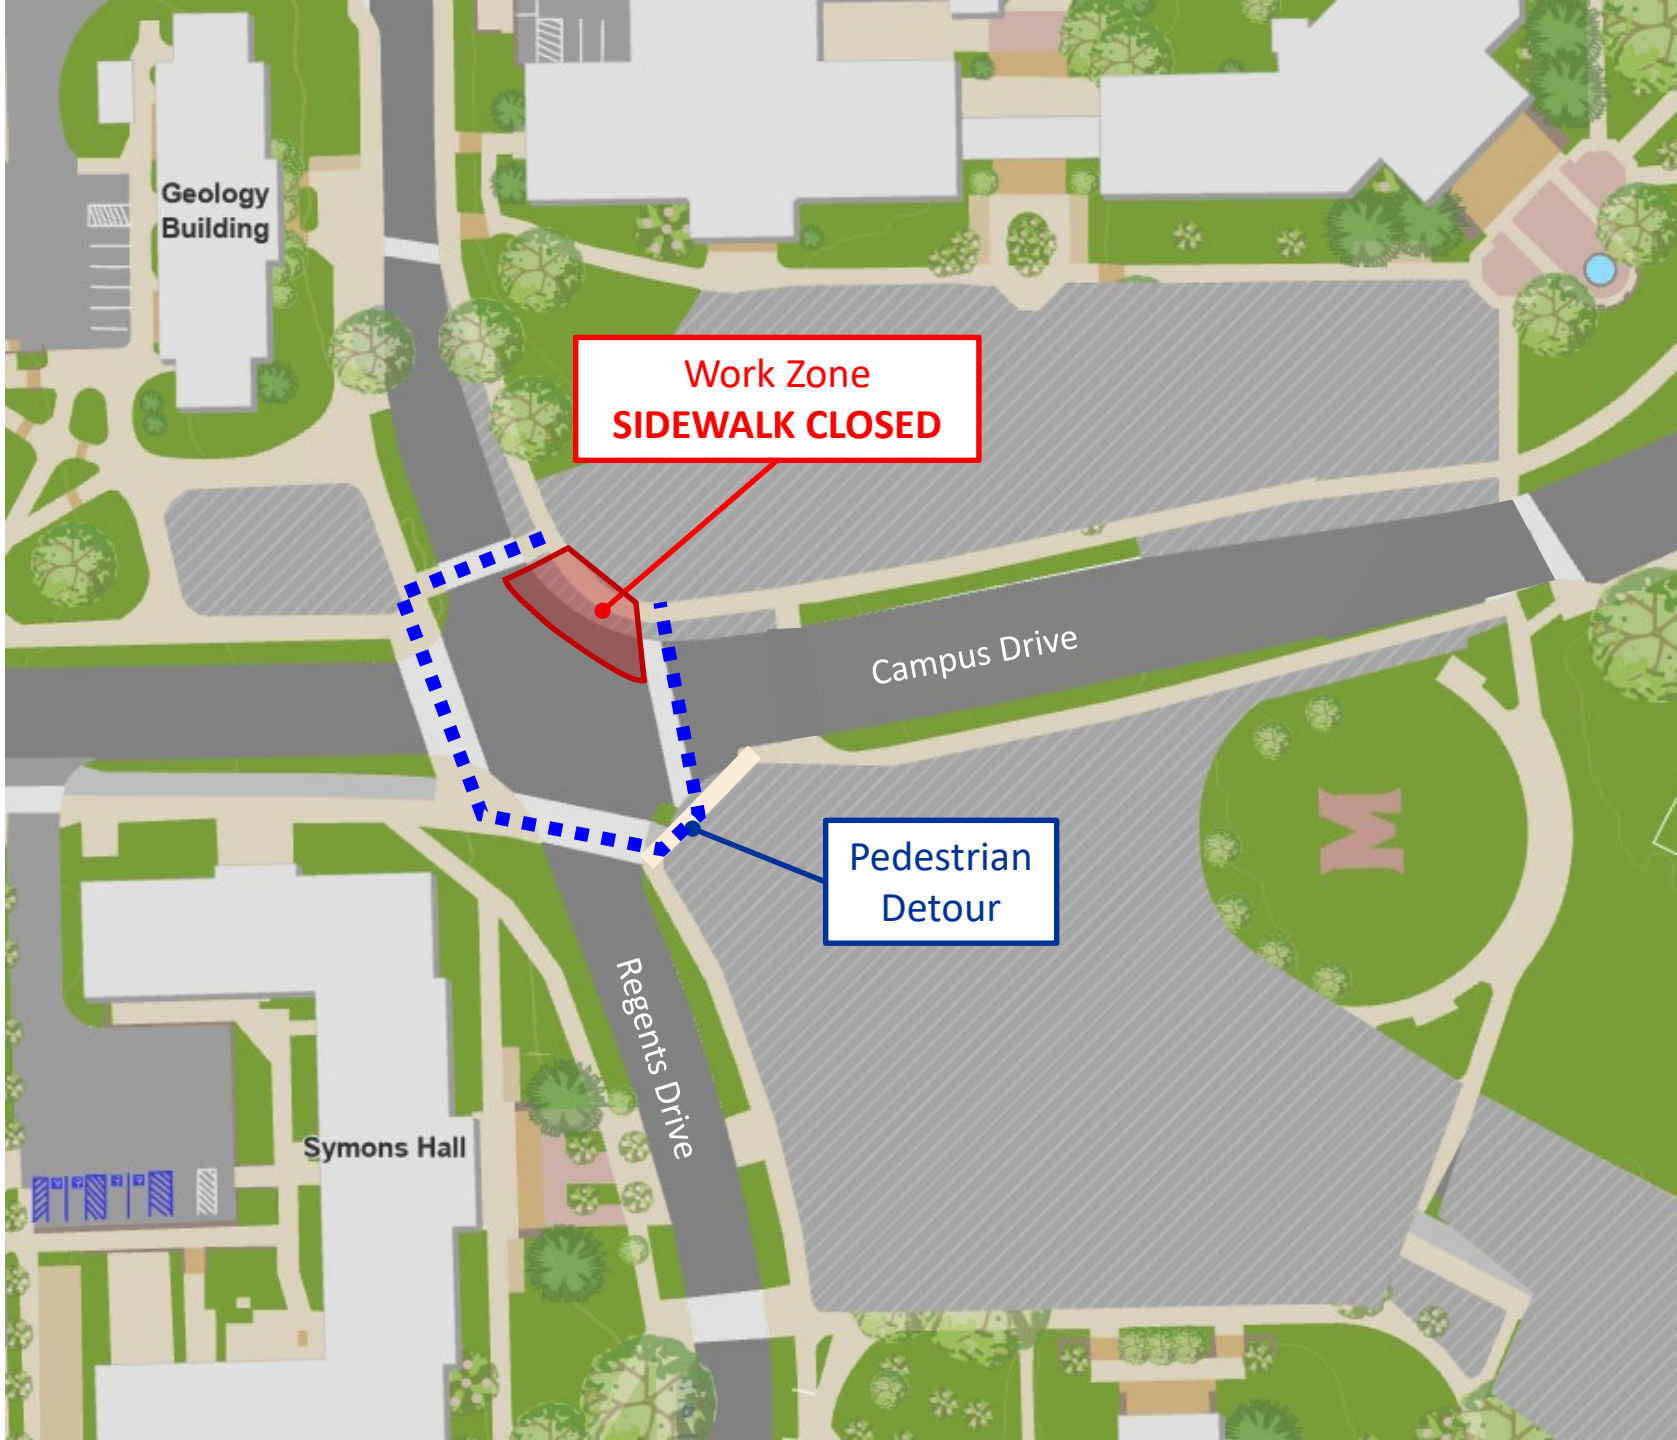 Geology
Building
Work Zone
SIDEWALK CLOSED
Campus Drive
M
Pedestrian
Detour
Regents Drive
Symons Hall